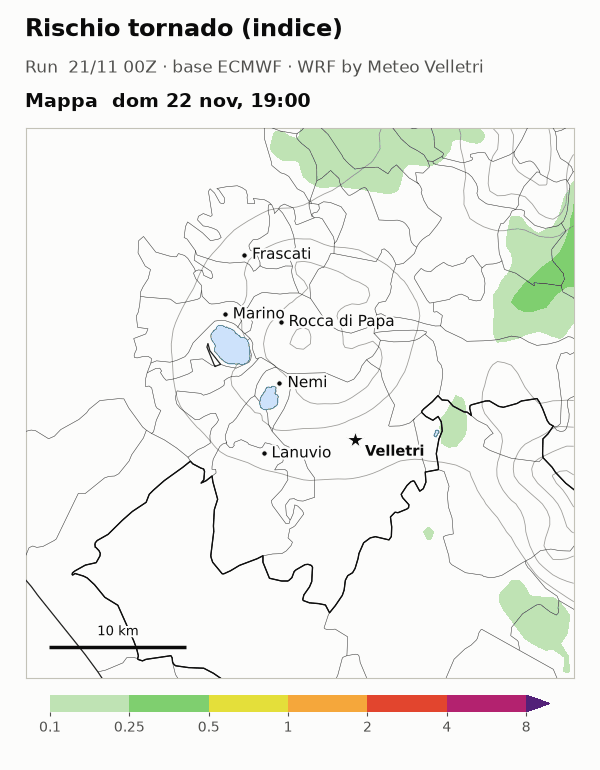 Rischio tornado (indice)
Run  21/11 00Z · base ECMWF · WRF by Meteo Velletri
Mappa  dom 22 nov, 19:00
Frascati
Marino
Rocca di Papa
Nemi
Velletri
Lanuvio
10 km
0.1 0.25 0.5 1 2 4 8